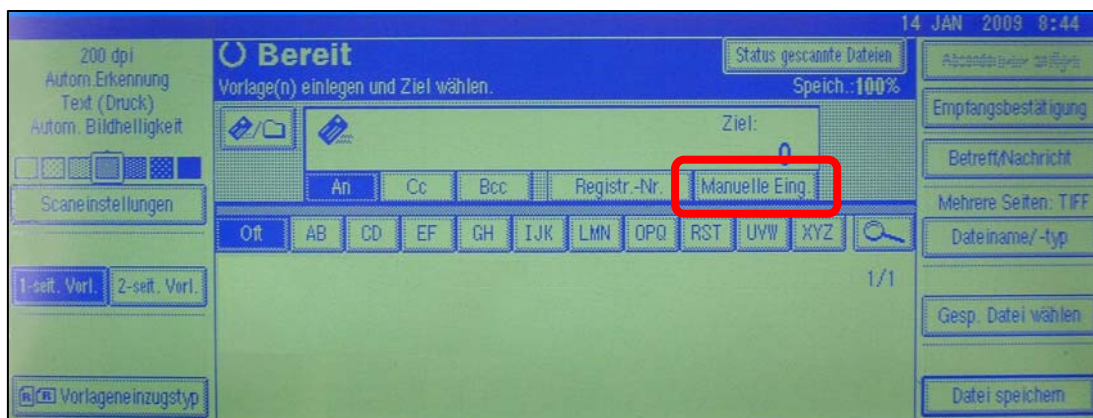 14 JAN 2009 8:44
200 dpi
Autom.Erkennung
Text (Druck)
Autom. Bildhelligkeit
Scaneinstellungen
1-seit. Vorl.
2-seit. Vorl.
Vorlageneinzugstyp
Bereit
Status gescannte Dateien
Vorlage(n) einlegen und Ziel wählen.
Speich.:100%
Ziel:
0
An
Cc
Bcc
Registr.-Nr.
Manuelle Eing.
Oft
AB
CD
EF
GH
IJK
LMN
OPQ
RST
UVW
XYZ
1/1
Empfangsbestätigung
Betreff/Nachricht
Mehrere Seiten: TIFF
Dateiname/-typ
Gesp. Datei wählen
Datei speichern